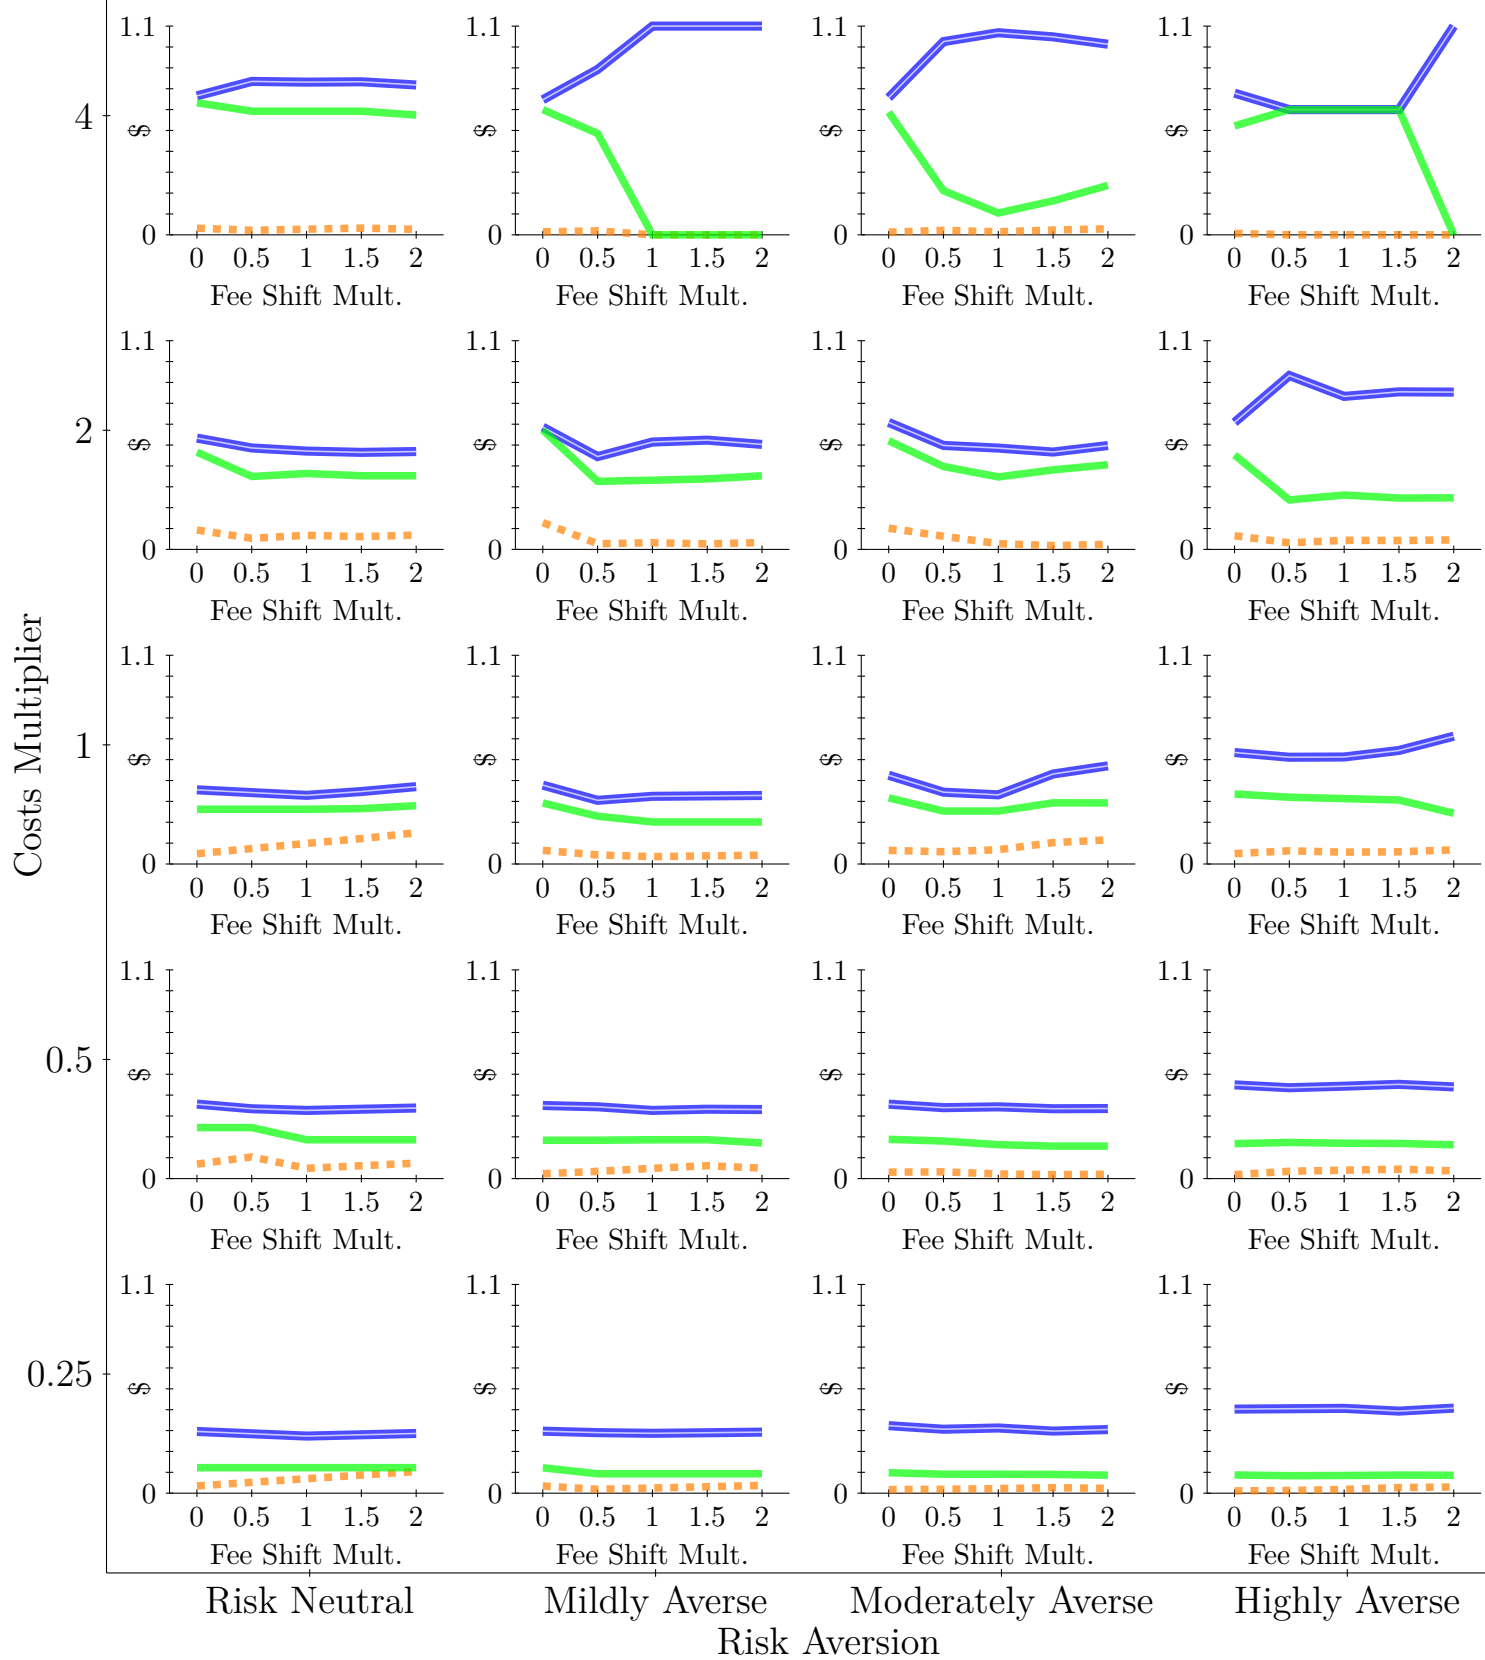 1.1 1.1 1.1 1.1
4 $ $ $ $
0 0 0 0
0 0.5 1 1.5 2 0 0.5 1 1.5 2 0 0.5 1 1.5 2 0 0.5 1 1.5 2
Fee Shift Mult. Fee Shift Mult. Fee Shift Mult. Fee Shift Mult.
1.1 1.1 1.1 1.1
2 $ $ $ $
0 0 0 0
0 0.5 1 1.5 2 0 0.5 1 1.5 2 0 0.5 1 1.5 2 0 0.5 1 1.5 2
Fee Shift Mult. Fee Shift Mult. Fee Shift Mult. Fee Shift Mult.
Costs Multiplier
1.1 1.1 1.1 1.1
1 $ $ $ $
0 0 0 0
0 0.5 1 1.5 2 0 0.5 1 1.5 2 0 0.5 1 1.5 2 0 0.5 1 1.5 2
Fee Shift Mult. Fee Shift Mult. Fee Shift Mult. Fee Shift Mult.
1.1 1.1 1.1 1.1
0.5 $ $ $ $
0 0 0 0
0 0.5 1 1.5 2 0 0.5 1 1.5 2 0 0.5 1 1.5 2 0 0.5 1 1.5 2
Fee Shift Mult. Fee Shift Mult. Fee Shift Mult. Fee Shift Mult.
1.1 1.1 1.1 1.1
0.25 $ $ $ $
0 0 0 0
0 0.5 1 1.5 2 0 0.5 1 1.5 2 0 0.5 1 1.5 2 0 0.5 1 1.5 2
Fee Shift Mult. Fee Shift Mult. Fee Shift Mult. Fee Shift Mult.
Risk Neutral Mildly Averse Moderately Averse Highly Averse
Risk Aversion